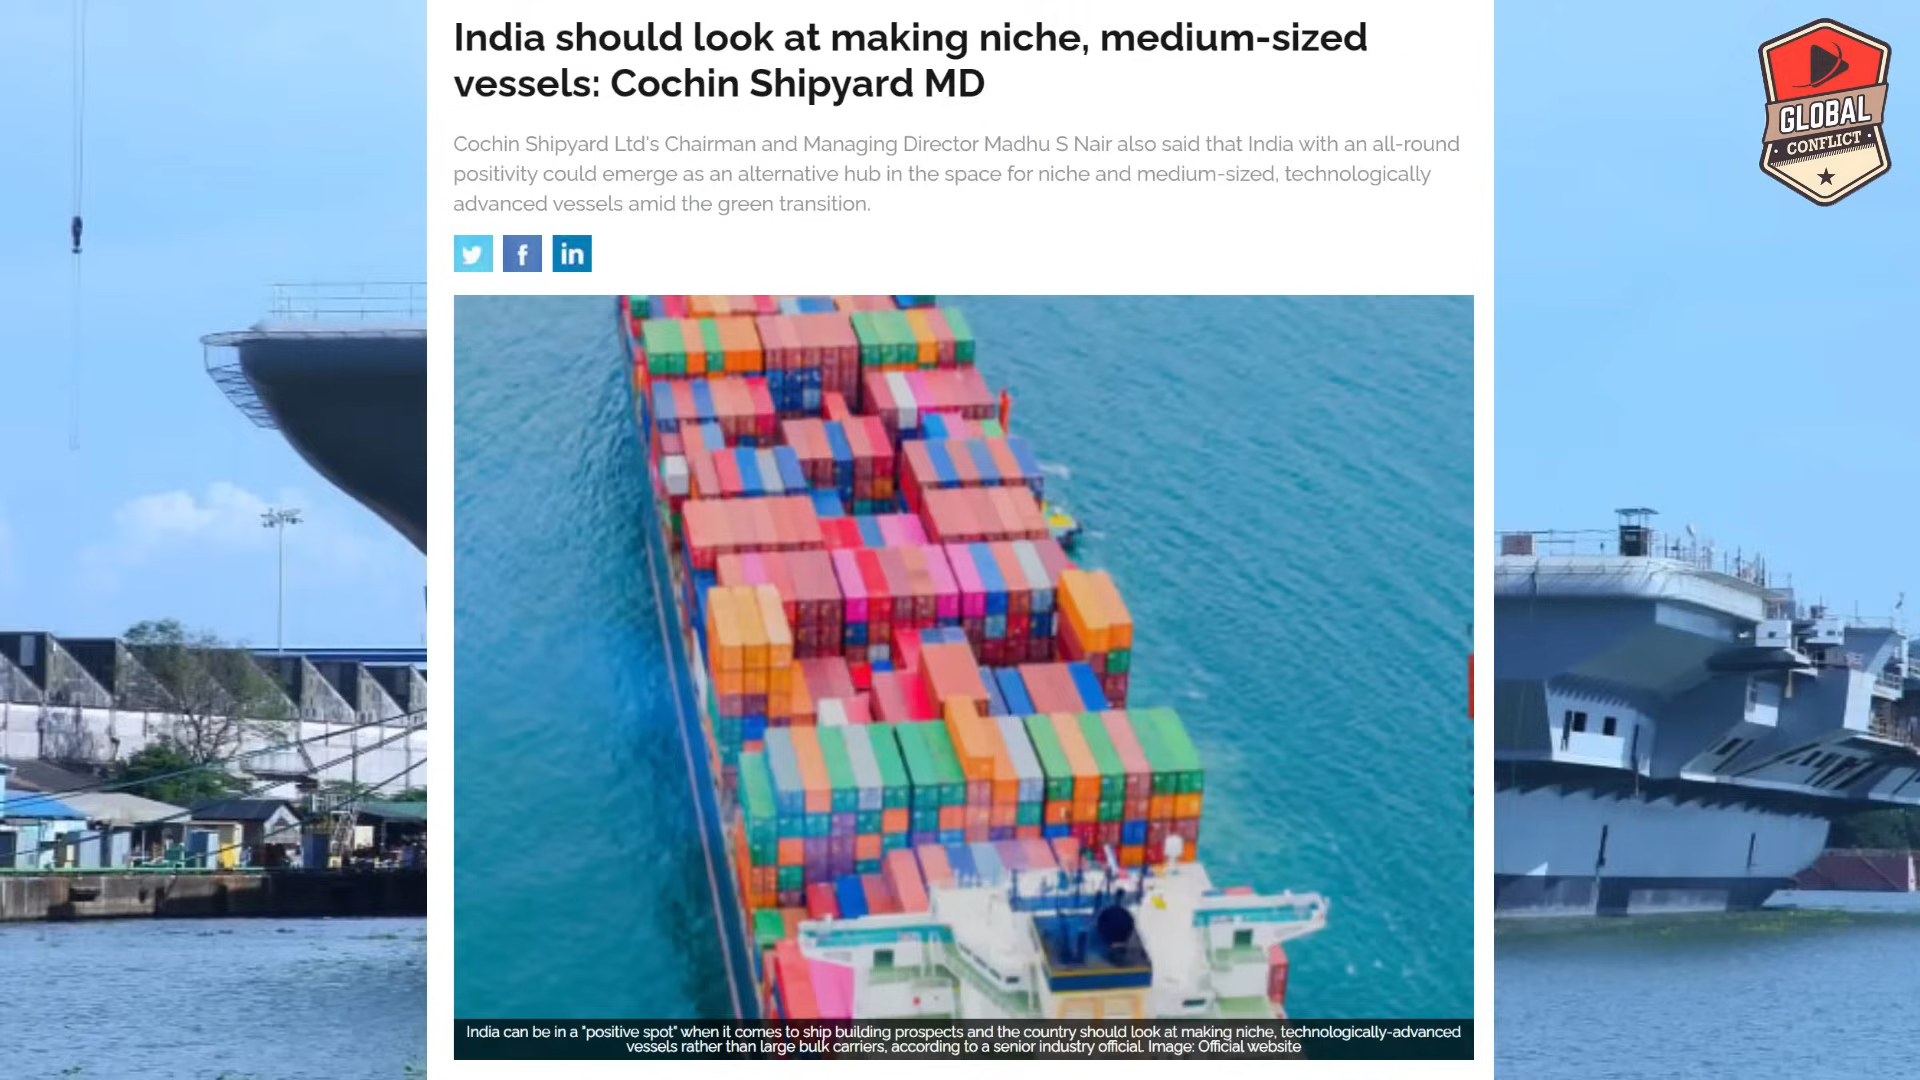 India should look at making niche, medium-sized
vessels: Cochin Shipyard MD
Cochin Shipyard Ltd's Chairman and Managing Director Madhu S Nair also said that India with an all-round
positivity could emerge as an alternative hub in the space for niche and medium-sized, technologically
advanced vessels amid the green transition.
f
in
India can be in a "positive spot" when it comes to ship building prospects and the country should look at making niche, technologically-advanced
vessels rather than large bulk carriers, according to a senior industry official. Image: Official website
GLOBAL
CONFLICT